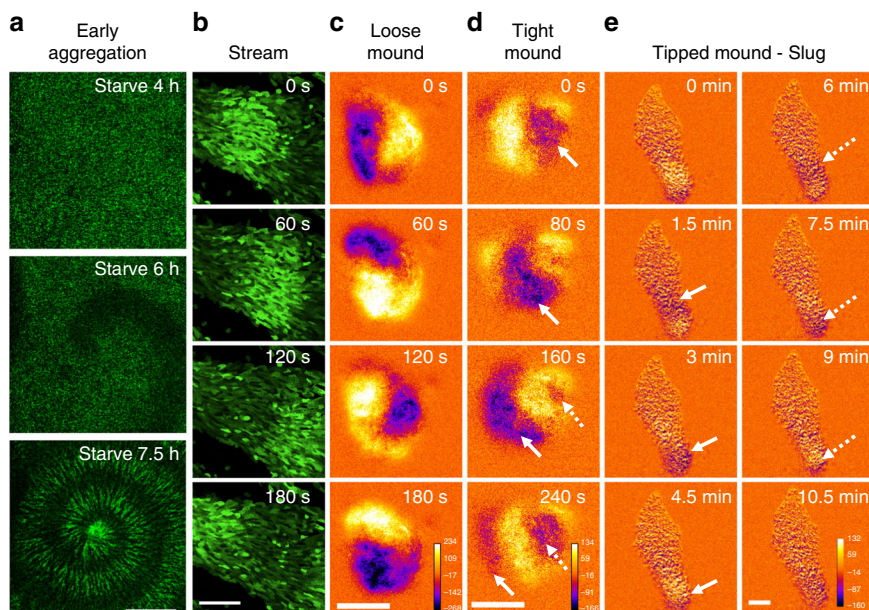 a b c d e
Early aggregation
Stream
Loose mound
Tight mound
Tipped mound - Slug
Starve 4 h
0 s
0 s
0 s
0 min
6 min
Starve 6 h
60 s
60 s
80 s
1.5 min
7.5 min
Starve 7.5 h
120 s
120 s
160 s
3 min
9 min
180 s
180 s
240 s
4.5 min
10.5 min
234
109
-17
-142
134
59
-16
-91
132
59
-14
-87
-160